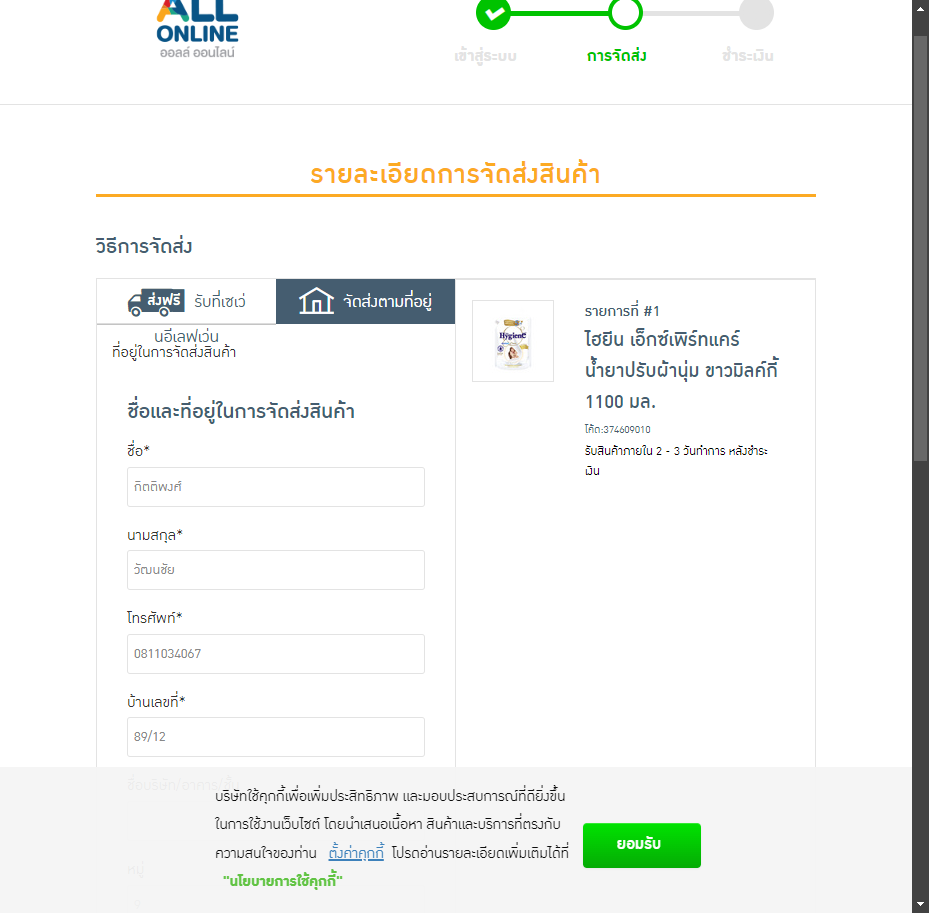 ALL
ONLINE
ออลล์ ออนไลน์
เข้าสู่ระบบ
การจัดส่ง
ชำระเงิน
รายละเอียดการจัดส่งสินค้า
วิธีการจัดส่ง
ส่งฟรี รับที่เซเว่
นอีเลฟเว่น
จัดส่งตามที่อยู่
ที่อยู่ในการจัดส่งสินค้า
ชื่อและที่อยู่ในการจัดส่งสินค้า
ชื่อ*
กิตติพงศ์
นามสกุล*
วัฒนชัย
โทรศัพท์*
0811034067
บ้านเลขที่*
89/12
Hygiene
รายการที่ #1
ไฮยีน เอ็กซ์เพิร์ทแคร์
น้ำยาปรับผ้านุ่ม ขาวมิลค์กี้
1100 มล.
โค้ด:374609010
รับสินค้าภายใน 2 - 3 วันทำการ หลังชำระ
เงิน
หมู่
บริษัทใช้คุกกี้เพื่อเพิ่มประสิทธิภาพ และมอบประสบการณ์ที่ดียิ่งขึ้น
ในการใช้งานเว็บไซต์ โดยนำเสนอเนื้อหา สินค้าและบริการที่ตรงกับ
ความสนใจของท่าน ตั้งค่าคุกกี้ โปรดอ่านรายละเอียดเพิ่มเติมได้ที่
"นโยบายการใช้คุกกี้"
ยอมรับ